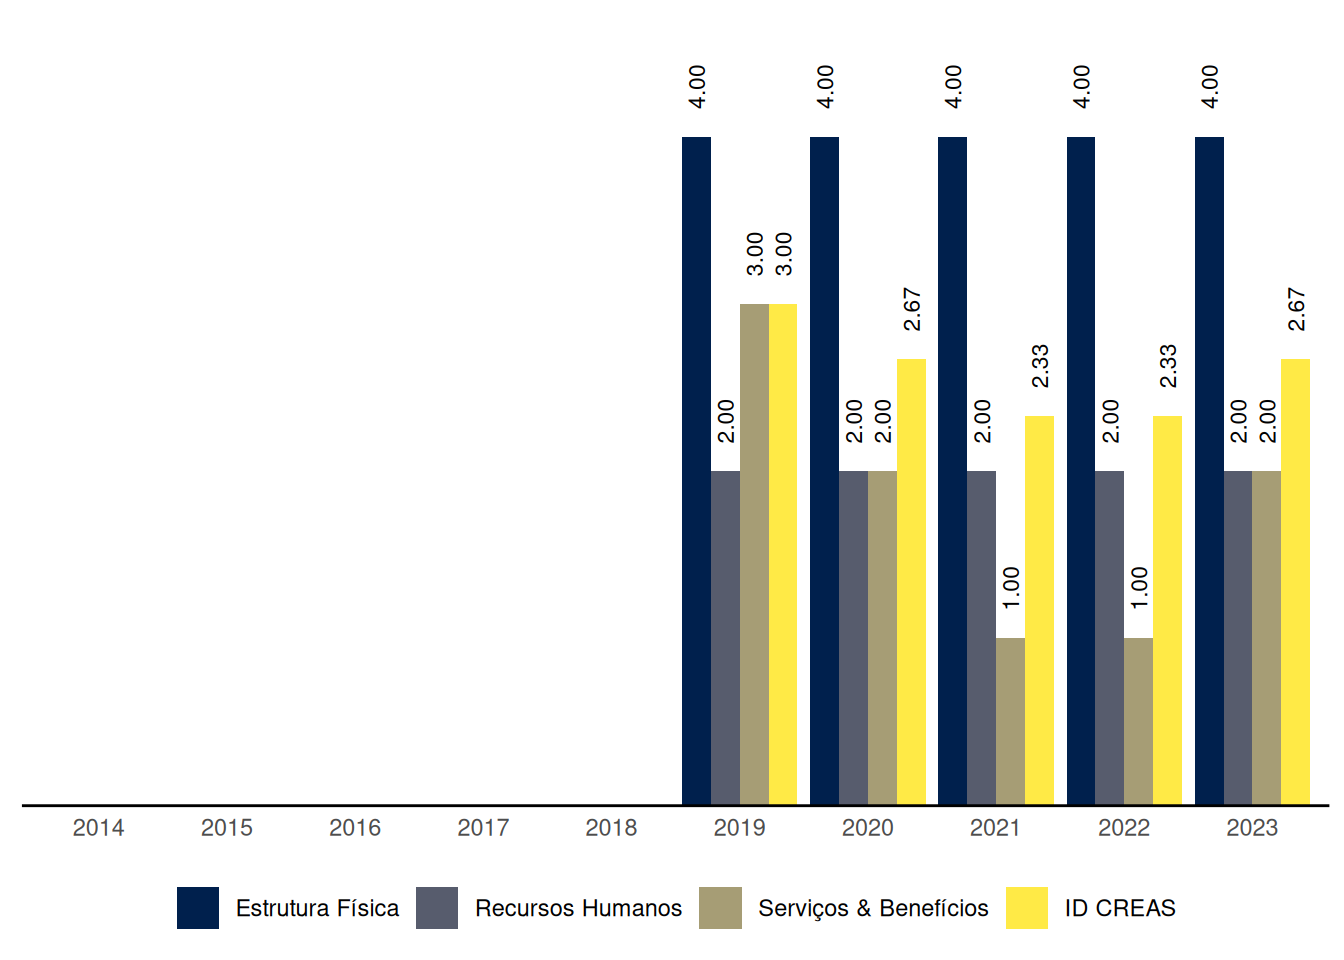 4.00 4.00 4.00 4.00 4.00
3.00 3.00
2.67 2.67
2.33 2.33
2.00 2.00 2.00 2.00 2.00 2.00 2.00
1.00 1.00
2014 2015 2016 2017 2018 2019 2020 2021 2022 2023
Estrutura Física Recursos Humanos Serviços & Benefícios ID CREAS